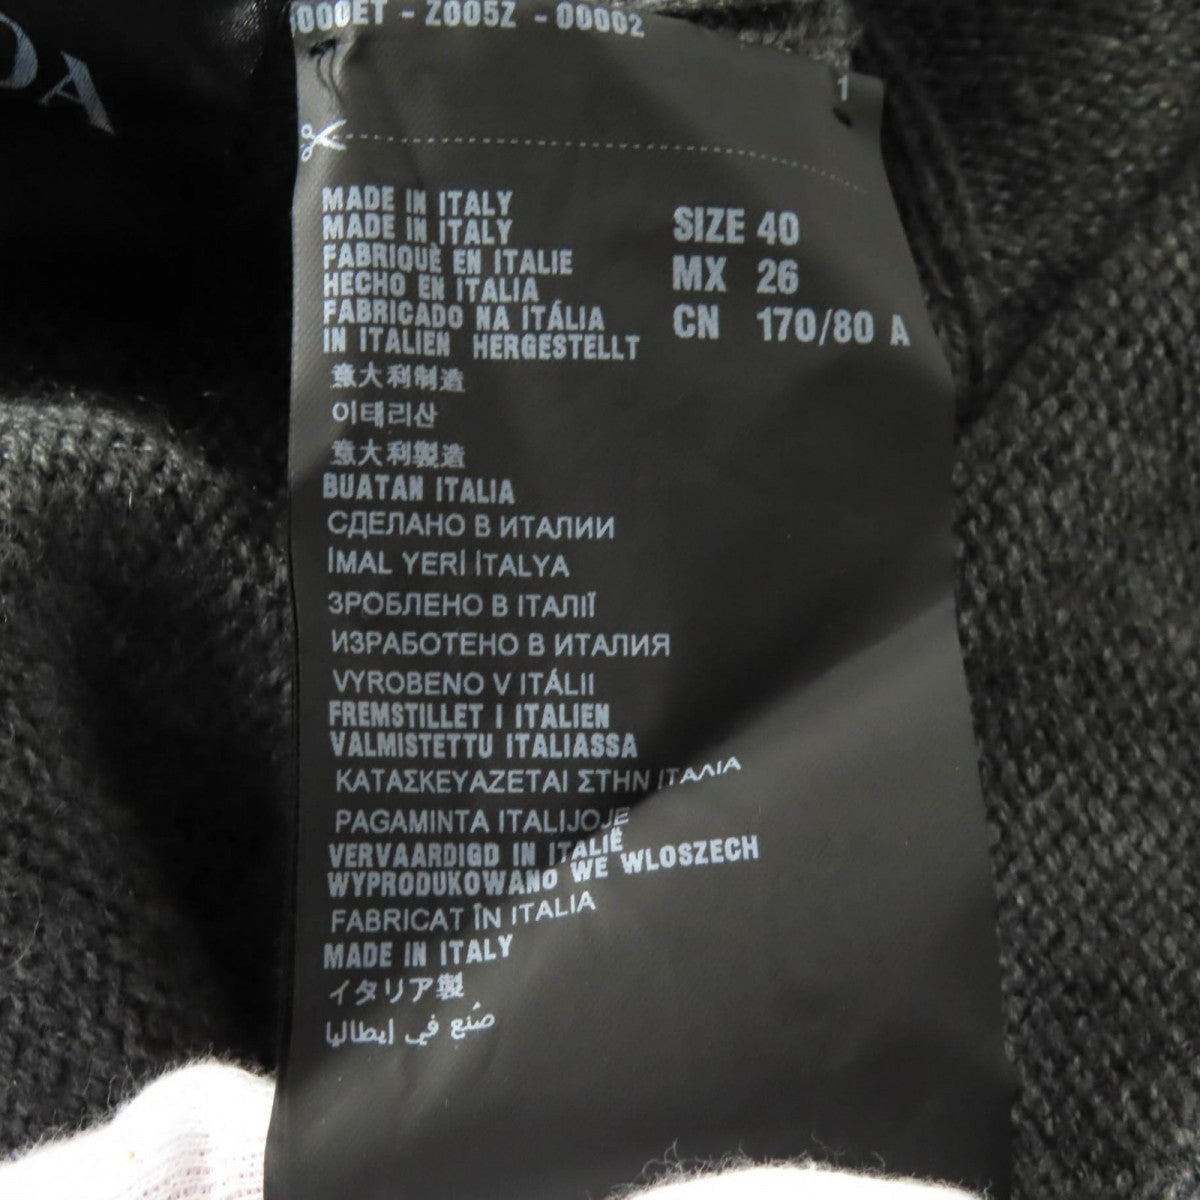 Z005Z - 00002
1
MADE IN ITALY
MADE IN ITALY
FABRIQUÈ EN ITALIE
HECHO EN ITALIA
FABRICADO NA ITÁLIA
IN ITALIEN HERGESTELLT
意大利制造
이태리산
意大利製造
BUATAN ITALIA
СДЕЛАНО В ИТАЛИИ
İMAL YERİ İTALYA
ЗРОБЛЕНО В ІТАЛІЇ
ИЗРАБОТЕНО В ИТАЛИЯ
VYROBENO V ITÁLII
FREMSTILLET I ITALIEN
VALMISTETTU ITALIASSA
ΚΑΤΑΣΚΕΥΑΖΕΤΑΙ ΣΤΗΝ ΙΤΑΛΙΑ
PAGAMINTA ITALIJOJE
VERVAARDIGD IN ITALIË
WYPRODUKOWANO WE WLOSZECH
FABRICAT ÎN ITALIA
MADE IN ITALY
イタリア製
صُنع في ايطاليا
SIZE 40
MX 26
CN 170/80 A